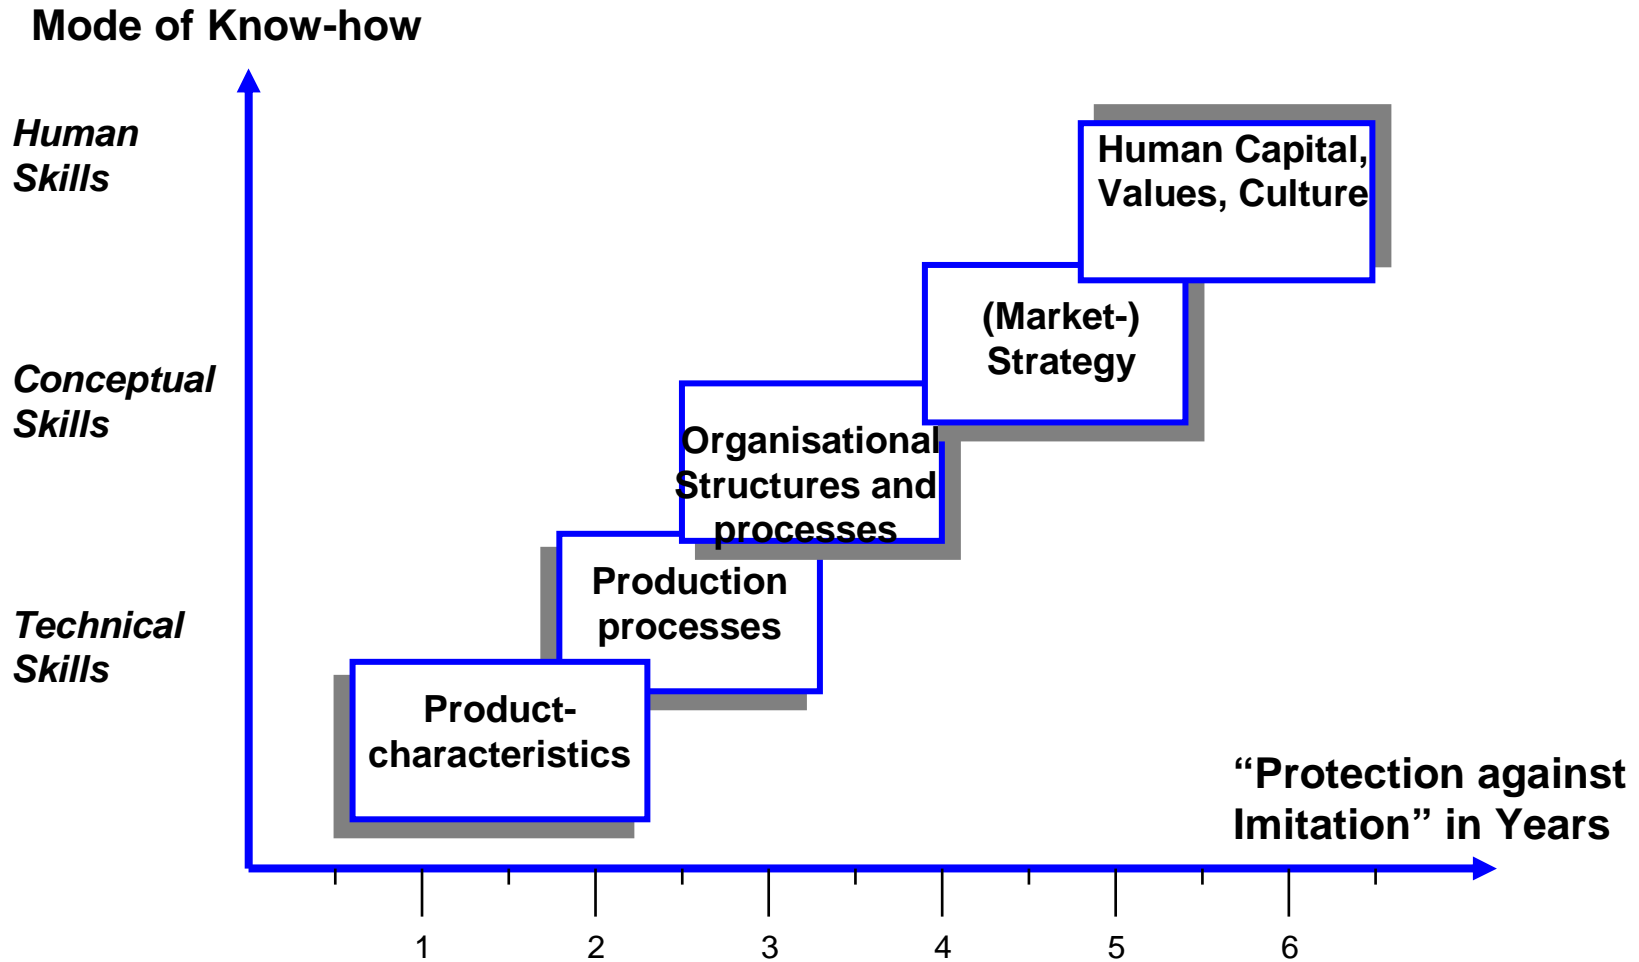 Mode of Know-how
Human
Skills
Human Capital,
Values, Culture
(Market-)
Strategy
Conceptual
Skills
Organisational
Structures and
processes
Production
processes
Technical
Skills
Product-
characteristics
“Protection against
Imitation” in Years
1 2 3 4 5 6